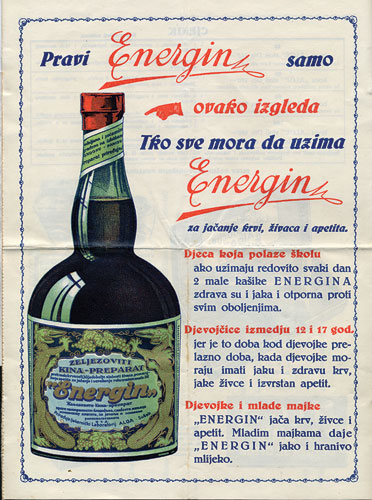 Pravi Energin samo
ovako izgleda
Tko sve mora da uzima
Energin
za jačanje krvi, živaca i apetita.
Djeca koja polaze školu
ako uzimaju redovito svaki dan
2 male kašike ENERGINA
zdrava su i jaka i otporna proti
svim oboljenjima.
Djevojčice izmedju 12 i 17 god.
jer je to doba kod djevojke pre-
lazno doba, kada djevojke mo-
raju imati jaku i zdravu krv,
jake živce i izvrstan apetit.
Djevojke i mlade majke
„ENERGIN" jača krv, živce i
apetit. Mladim majkama daje
„ENERGIN" jako i hranivo
mlijeko.
ŽELJEZOVITI
KINA-PREPARAT
"Energin"
Laboratorij ALGA